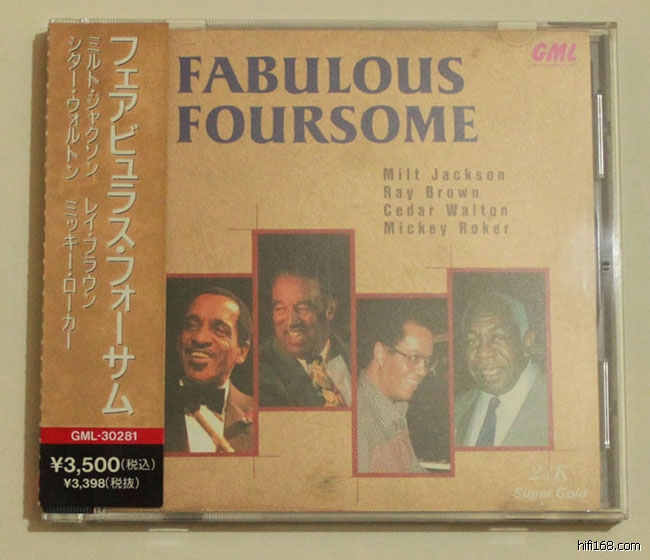 フェアビュラス・フォーサム
ミルト・ジャクソン レイ・ブラウン
シダー・ウォルトン ミッキー・ローカー
GML-30281
¥3,500(税込)
¥3,398(税抜)
GML
FABULOUS
FOURSOME
Milt Jackson
Ray Brown
Cedar Walton
Mickey Roker
24K
Super Gold
hifi168.com